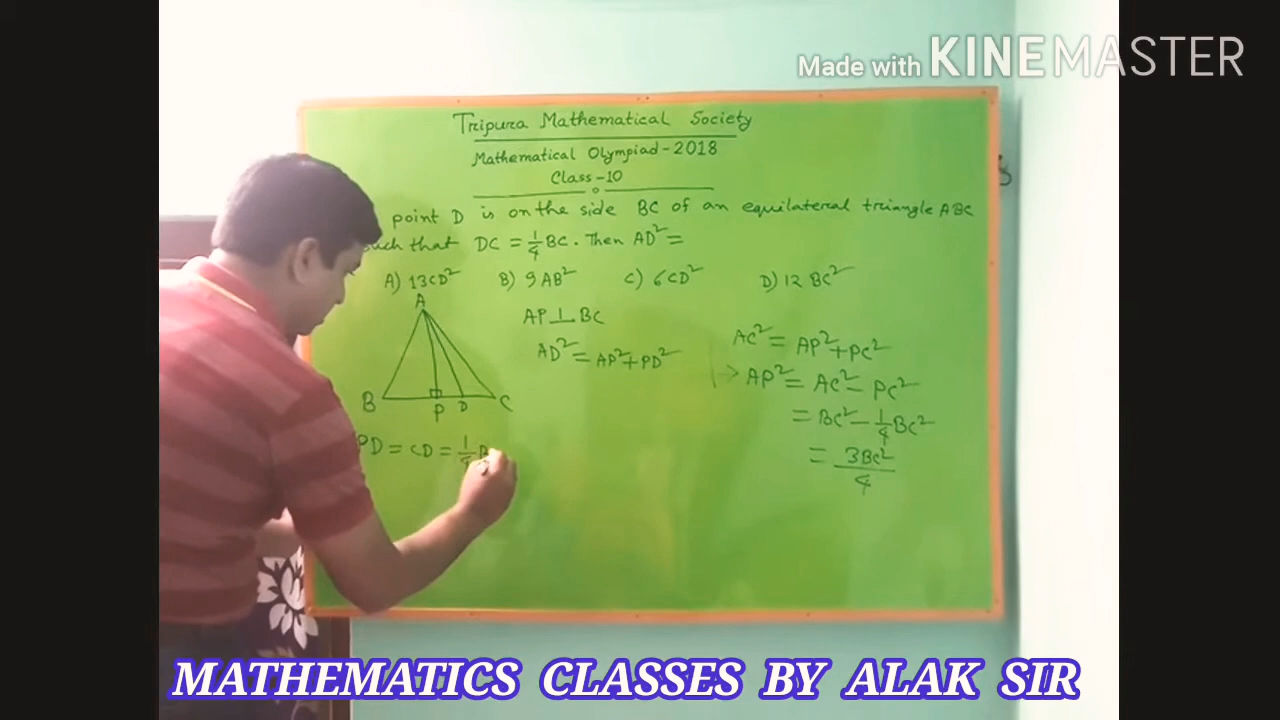 Made with KINEMASTER
Tripura Mathematical Society
Mathematical Olympiad-2018
Class-10
point D is on the side BC of an equilateral triangle ABC
such that DC = 1/4 BC. Then AD² =
A) 13CD² B) 9AB² C) 6CD² D) 12 BC²
A
B P D C
AP ⊥ BC
AD² = AP² + PD²
PD = CD = 1/4 B
AC² = AP² + PC²
→ AP² = AC² - PC²
= BC² - 1/4 BC²
= 3BC²/4
MATHEMATICS CLASSES BY ALAK SIR